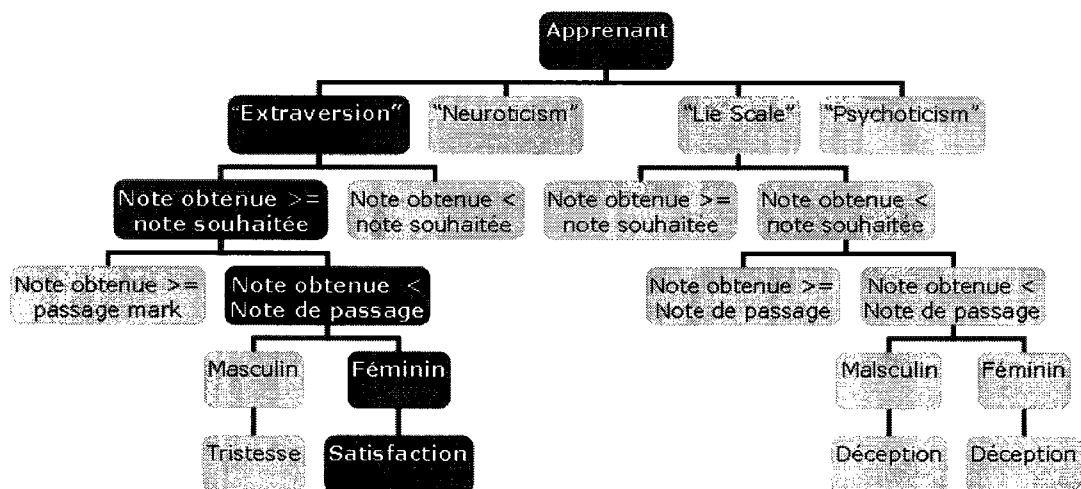 Apprenant
"Extraversion"
"Neuroticism"
"Lie Scale"
"Psychoticism"
Note obtenue >=
note souhaitée
Note obtenue <
note souhaitée
Note obtenue >=
note souhaitée
Note obtenue <
note souhaitée
Note obtenue >=
passage mark
Note obtenue <
Note de passage
Note obtenue >=
Note de passage
Note obtenue <
Note de passage
Masculin
Féminin
Malsculin
Féminin
Tristesse
Satisfaction
Déception
Déception